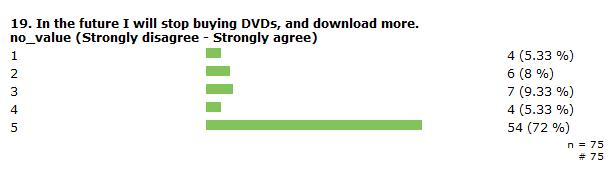 19. In the future I will stop buying DVDs, and download more.
no_value (Strongly disagree - Strongly agree)
1 4 (5.33 %)
2 6 (8 %)
3 7 (9.33 %)
4 4 (5.33 %)
5 54 (72 %)
n = 75
# 75